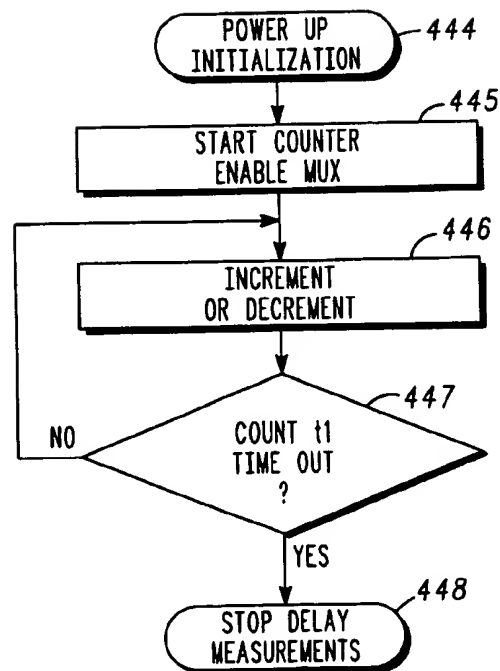 POWER UP
INITIALIZATION
444
445
START COUNTER
ENABLE MUX
446
INCREMENT
OR DECREMENT
447
COUNT t1
TIME OUT
?
NO
YES
448
STOP DELAY
MEASUREMENTS